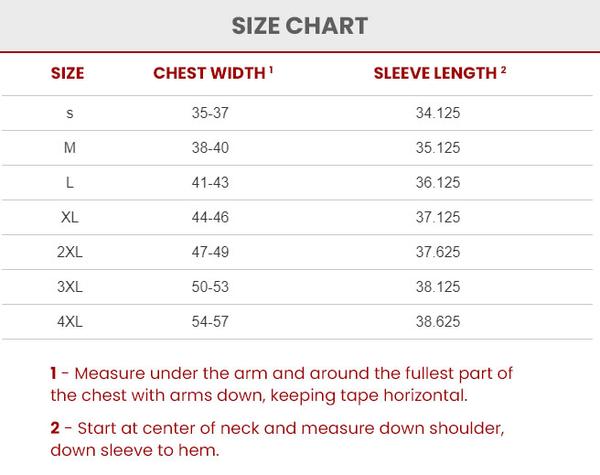 SIZE CHART
SIZE CHEST WIDTH ¹ SLEEVE LENGTH ²
s 35-37 34.125
M 38-40 35.125
L 41-43 36.125
XL 44-46 37.125
2XL 47-49 37.625
3XL 50-53 38.125
4XL 54-57 38.625
1 - Measure under the arm and around the fullest part of
the chest with arms down, keeping tape horizontal.
2 - Start at center of neck and measure down shoulder,
down sleeve to hem.